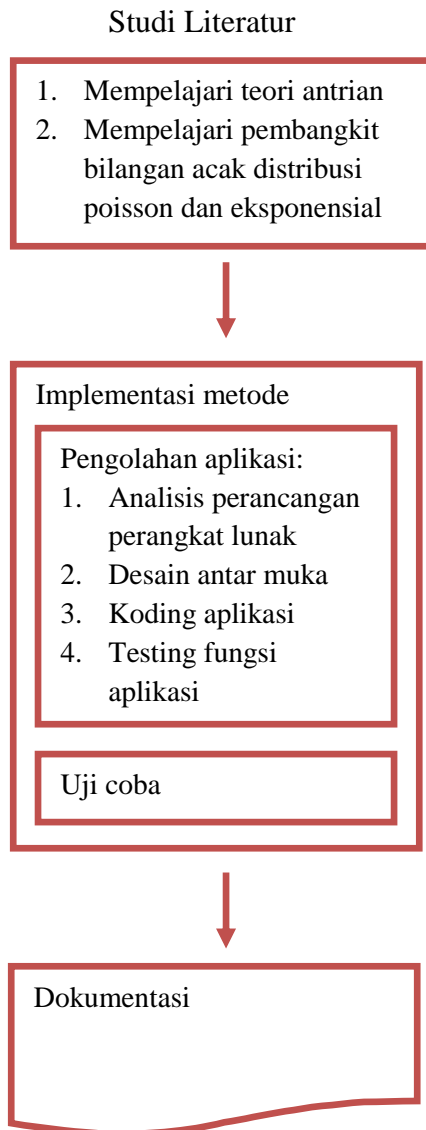 Studi Literatur
1. Mempelajari teori antrian
2. Mempelajari pembangkit
bilangan acak distribusi
poisson dan eksponensial
Implementasi metode
Pengolahan aplikasi:
1. Analisis perancangan
perangkat lunak
2. Desain antar muka
3. Koding aplikasi
4. Testing fungsi
aplikasi
Uji coba
Dokumentasi